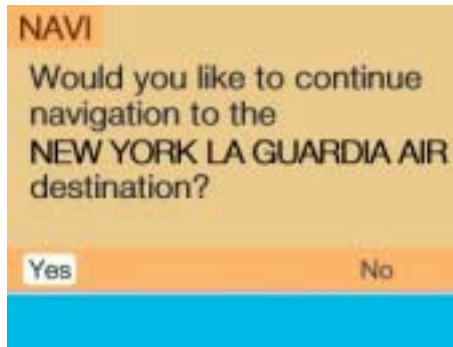 NAVI
Would you like to continue
navigation to the
NEW YORK LA GUARDIA AIR
destination?
Yes No